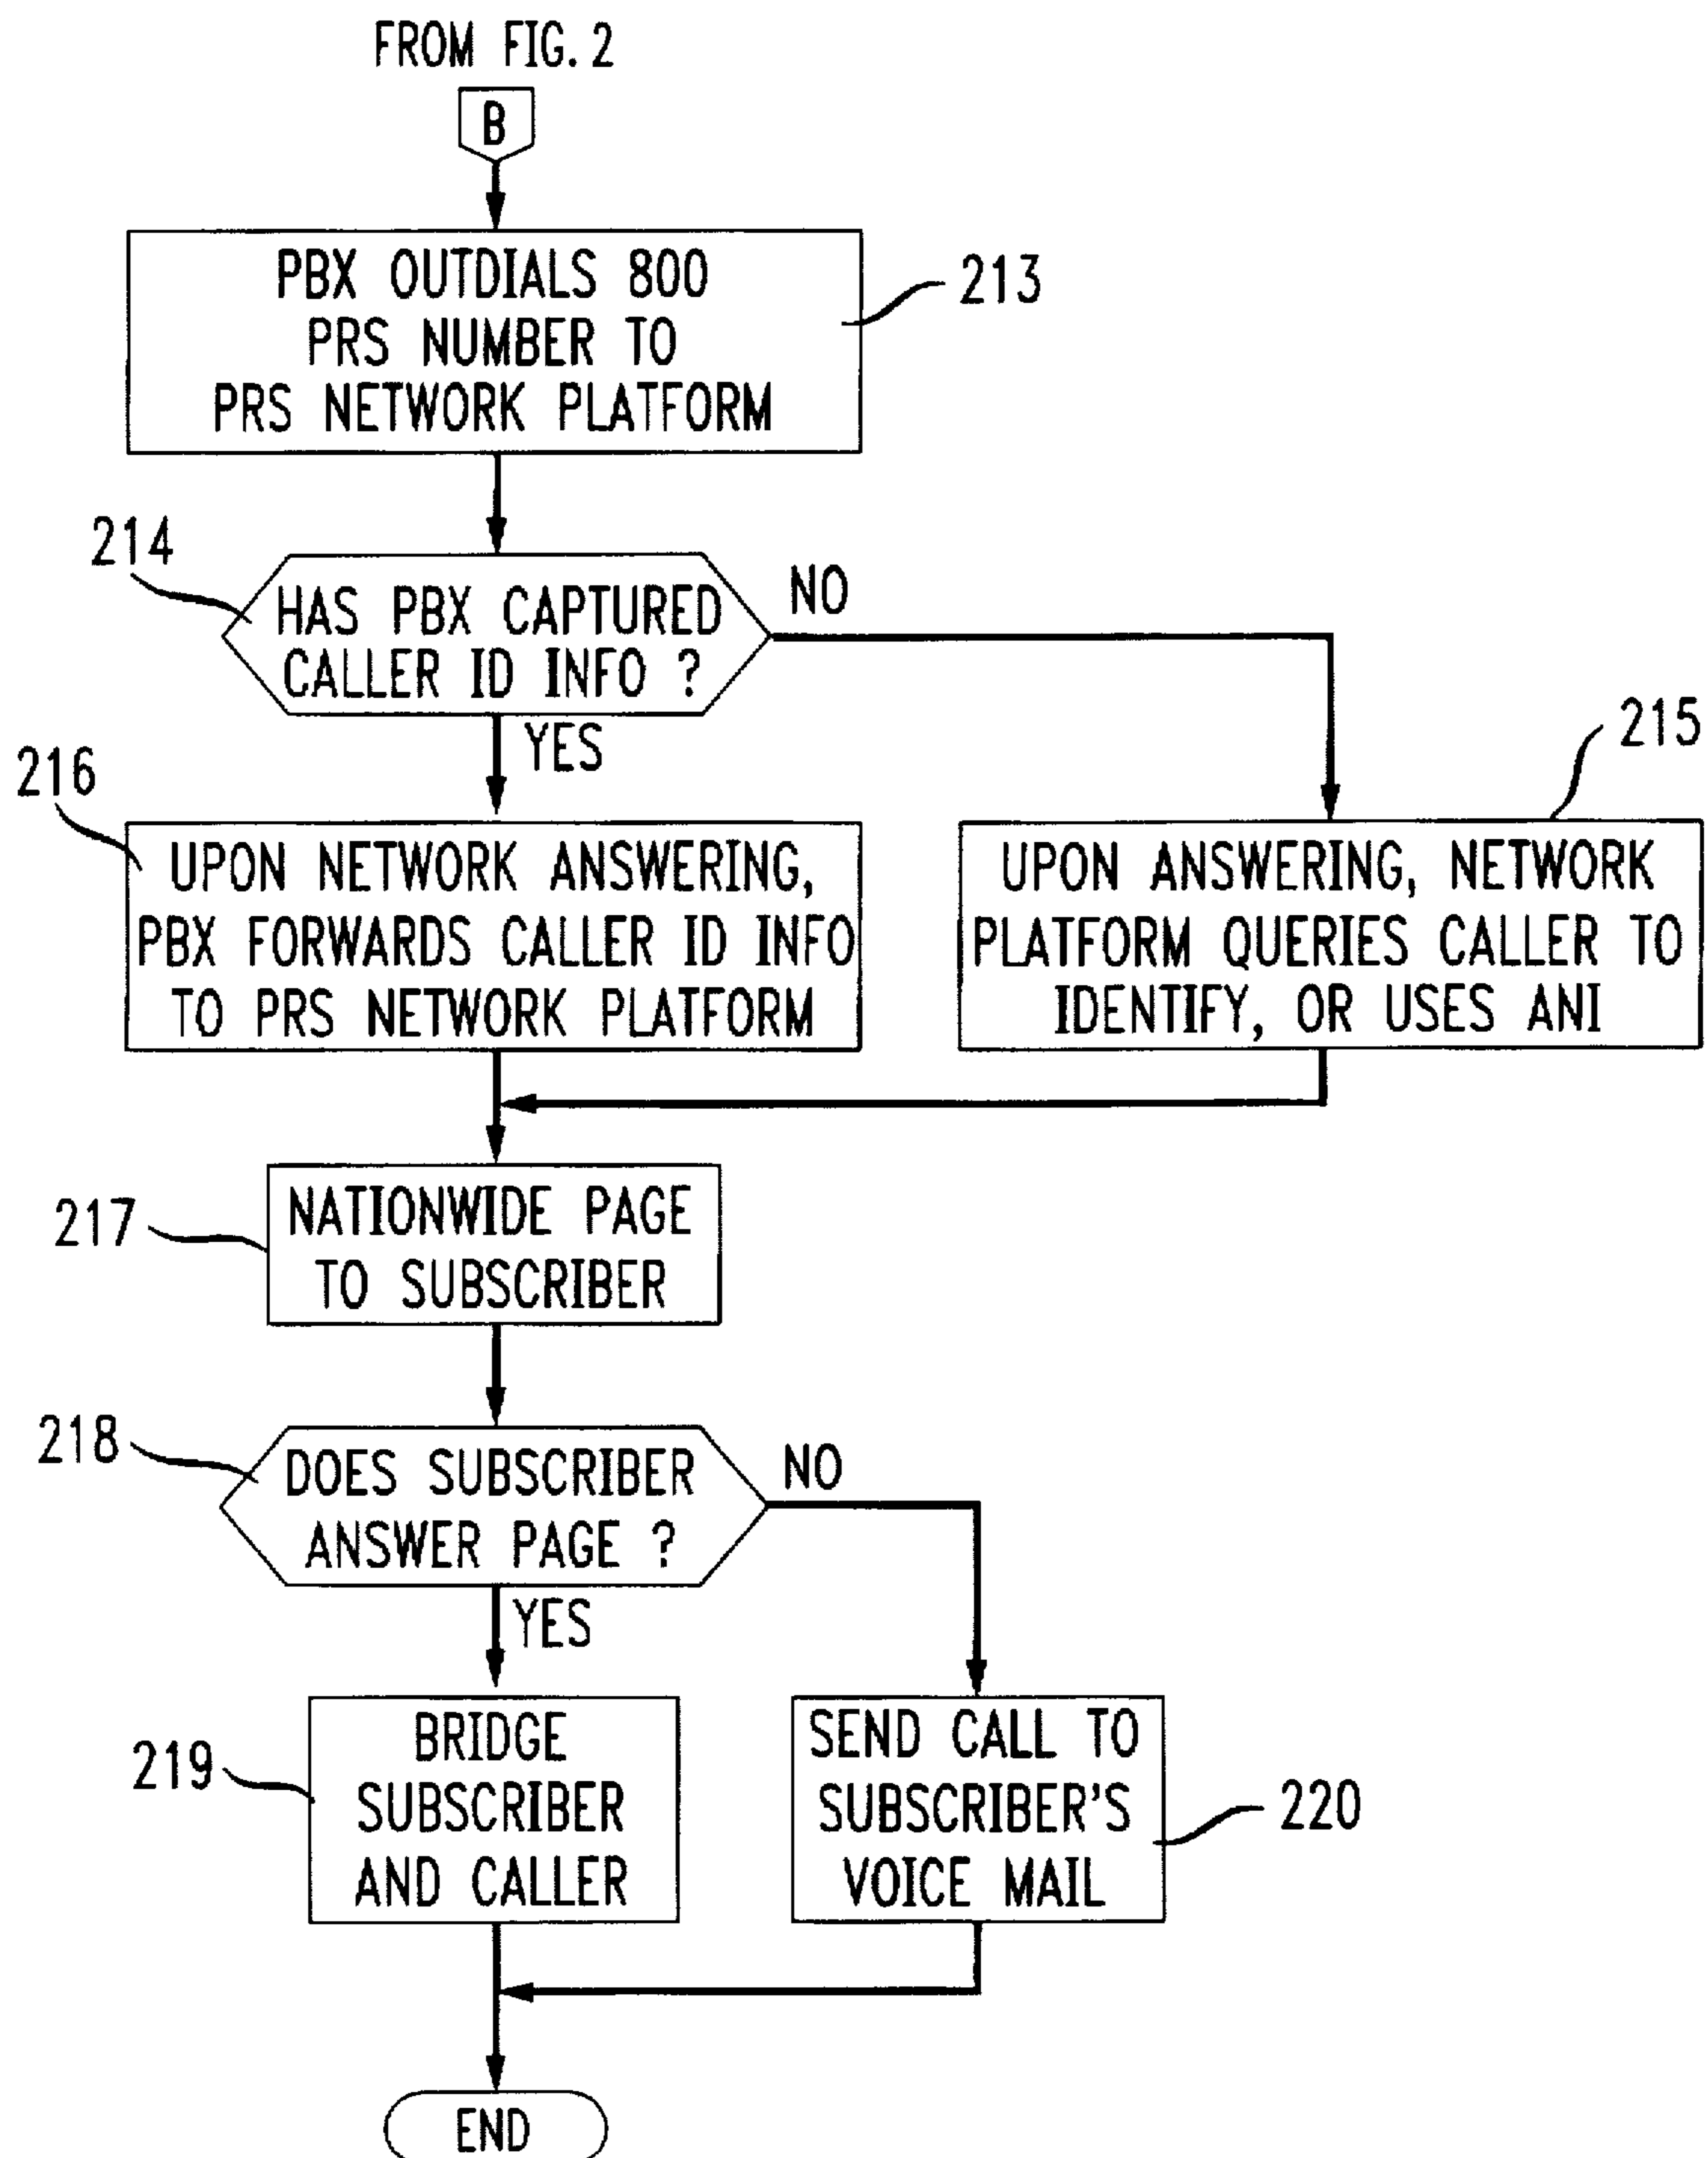 FROM FIG. 2
B
PBX OUTDIALS 800
PRS NUMBER TO
PRS NETWORK PLATFORM
213
214
HAS PBX CAPTURED
CALLER ID INFO ?
NO
YES
215
216
UPON NETWORK ANSWERING,
PBX FORWARDS CALLER ID INFO
TO PRS NETWORK PLATFORM
UPON ANSWERING, NETWORK
PLATFORM QUERIES CALLER TO
IDENTIFY, OR USES ANI
217
NATIONWIDE PAGE
TO SUBSCRIBER
218
DOES SUBSCRIBER
ANSWER PAGE ?
NO
YES
219
BRIDGE
SUBSCRIBER
AND CALLER
SEND CALL TO
SUBSCRIBER'S
VOICE MAIL
220
END